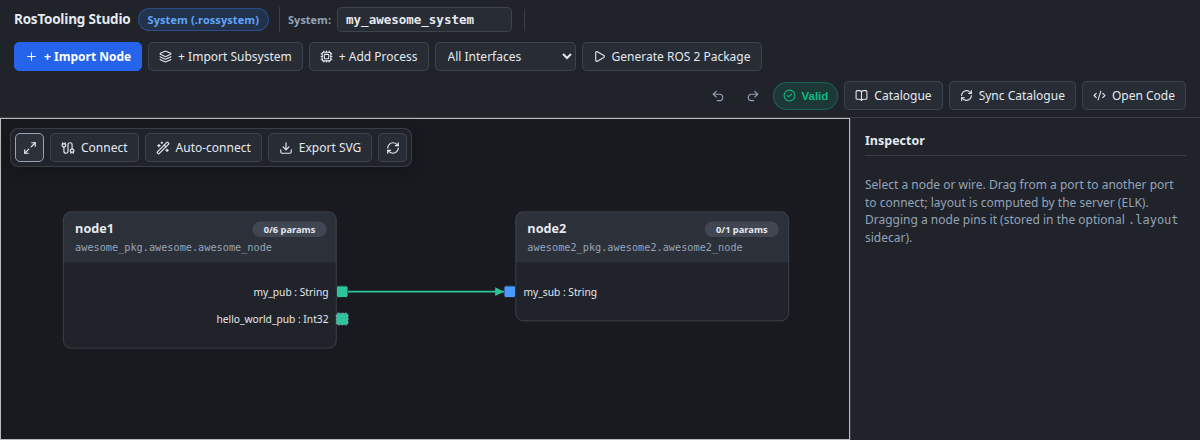 RosTooling Studio System (.rossystem) System: my_awesome_system
+ Import Node + Import Subsystem + Add Process All Interfaces Generate ROS 2 Package
Valid Catalogue Sync Catalogue Open Code
Connect Auto-connect Export SVG
node1 0/6 params
awesome_pkg.awesome.awesome_node
my_pub : String
hello_world_pub : Int32
node2 0/1 params
awesome2_pkg.awesome2.awesome2_node
my_sub : String
Inspector
Select a node or wire. Drag from a port to another port
to connect; layout is computed by the server (ELK).
Dragging a node pins it (stored in the optional .layout
sidecar).